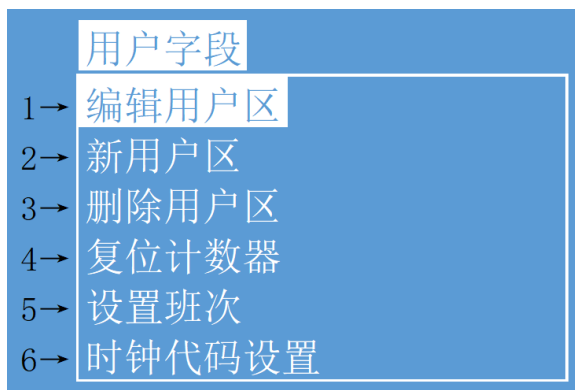 用户字段
1→ 编辑用户区
2→ 新用户区
3→ 删除用户区
4→ 复位计数器
5→ 设置班次
6→ 时钟代码设置